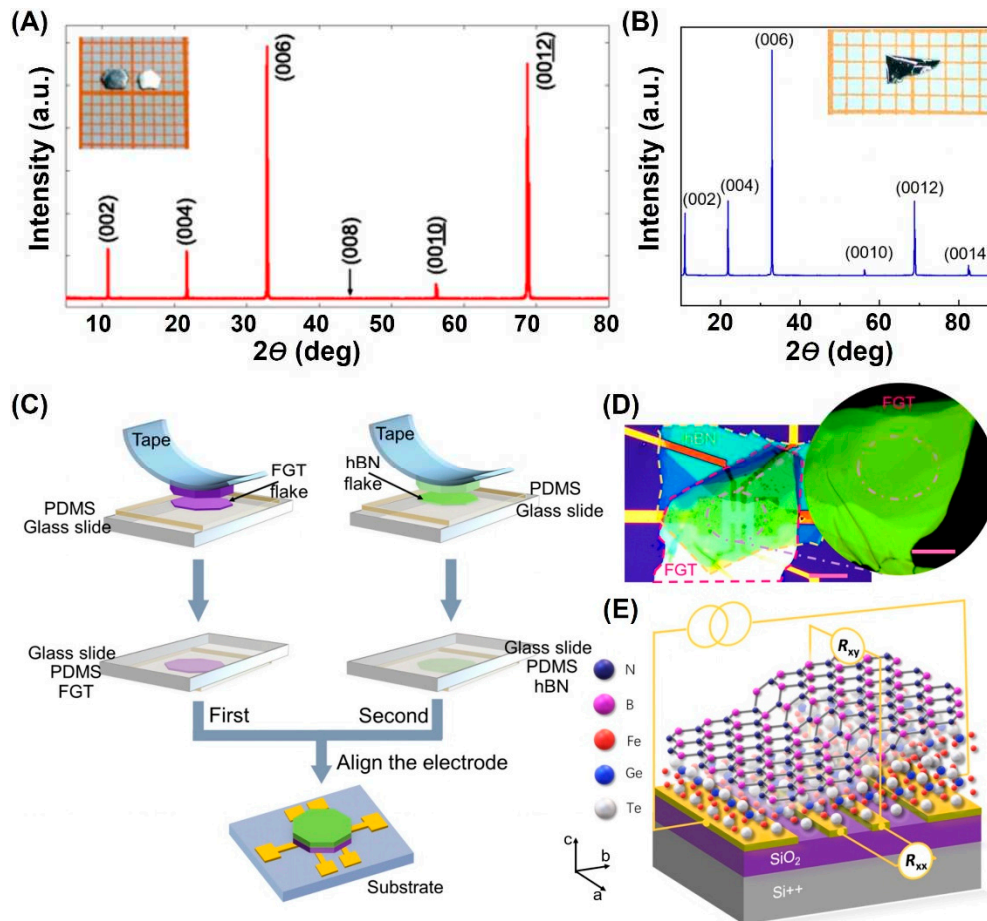 (A)
Intensity (a.u.)
(002)
(004)
(006)
(008)
(0010)
(0012)
10 20 30 40 50 60 70 80
2Θ (deg)
(B)
Intensity (a.u.)
(002)
(004)
(006)
(0010)
(0012)
(0014)
20 40 60 80
2Θ (deg)
(C)
Tape
FGT
flake
PDMS
Glass slide
Tape
hBN
flake
PDMS
Glass slide
Glass slide
PDMS
FGT
Glass slide
PDMS
hBN
First
Second
Align the electrode
Substrate
(D)
hBN
FGT
FGT
(E)
Rxy
N
B
Fe
Ge
Te
c
b
a
SiO2
Rxx
Si++